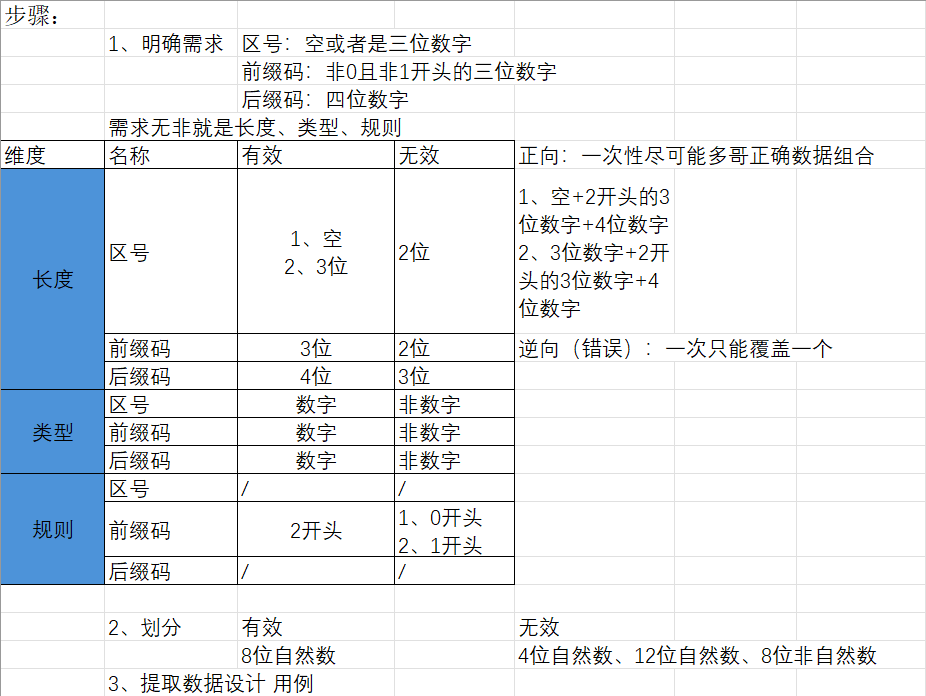 步骤：
1、明确需求 区号：空或者是三位数字
前缀码：非0且非1开头的三位数字
后缀码：四位数字
需求无非就是长度、类型、规则
维度 名称 有效 无效 正向：一次性尽可能多哥正确数据组合
长度 区号 1、空
2、3位
2位
1、空+2开头的3
位数字+4位数字
2、3位数字+2开
头的3位数字+4
位数字
前缀码 3位 2位 逆向（错误）：一次只能覆盖一个
后缀码 4位 3位
类型 区号 数字 非数字
前缀码 数字 非数字
后缀码 数字 非数字
规则 区号 / /
前缀码 2开头 1、0开头
2、1开头
后缀码 / /
2、划分 有效 无效
8位自然数 4位自然数、12位自然数、8位非自然数
3、提取数据设计 用例